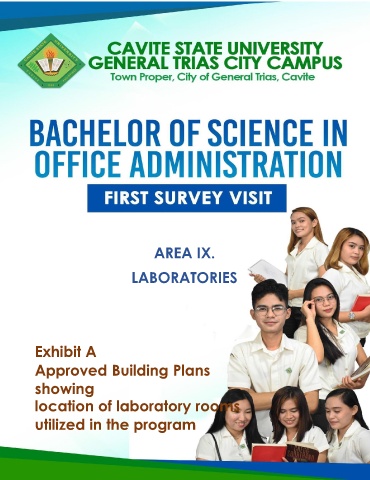 CAVITE STATE UNIVERSITY
GENERAL TRIAS CITY CAMPUS
Town Proper, City of General Trias, Cavite
BACHELOR OF SCIENCE IN
OFFICE ADMINISTRATION
FIRST SURVEY VISIT
AREA IX.
LABORATORIES
Exhibit A
Approved Building Plans
showing
location of laboratory rooms
utilized in the program